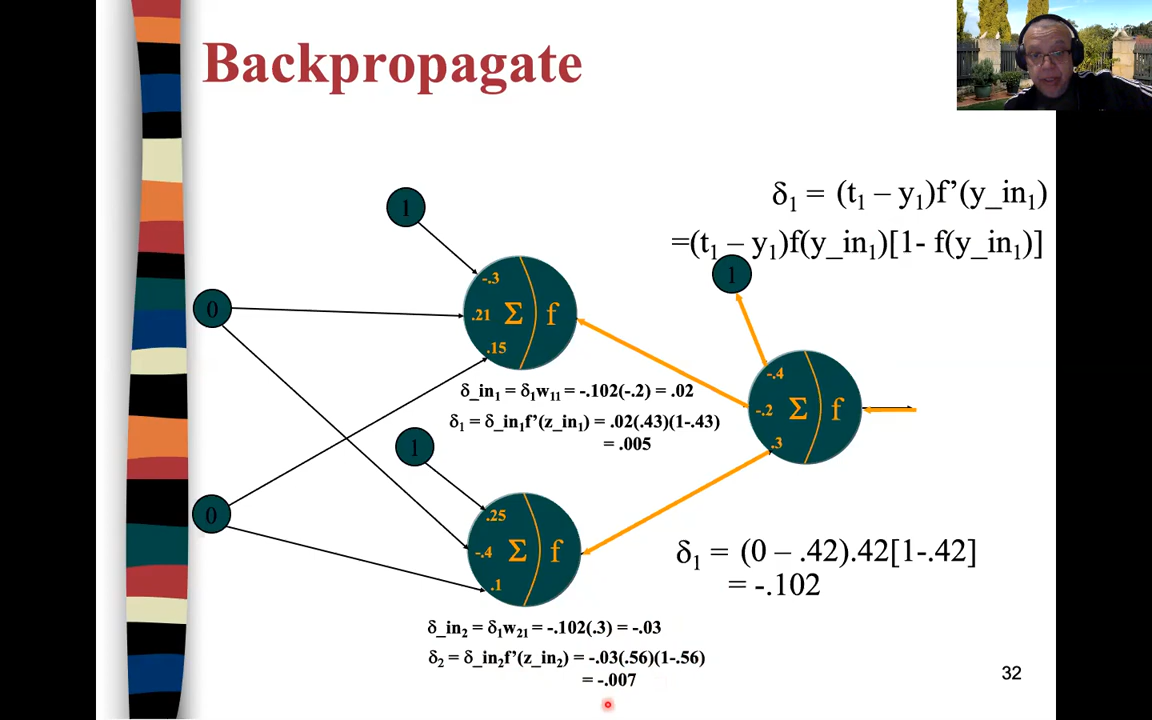 Backpropagate
δ₁ = (t₁ – y₁)f’(y_in₁)
=(t₁ – y₁)f(y_in₁)[1- f(y_in₁)]
1
1
0
-.3
.21 Σ f
.15
-.4
-.2 Σ f
.3
δ_in₁ = δ₁w₁₁ = -.102(-.2) = .02
δ₁ = δ_in₁f’(z_in₁) = .02(.43)(1-.43)
= .005
1
0
.25
-.4 Σ f
.1
δ₁ = (0 – .42).42[1-.42]
= -.102
δ_in₂ = δ₁w₂₁ = -.102(.3) = -.03
δ₂ = δ_in₂f’(z_in₂) = -.03(.56)(1-.56)
= -.007
32